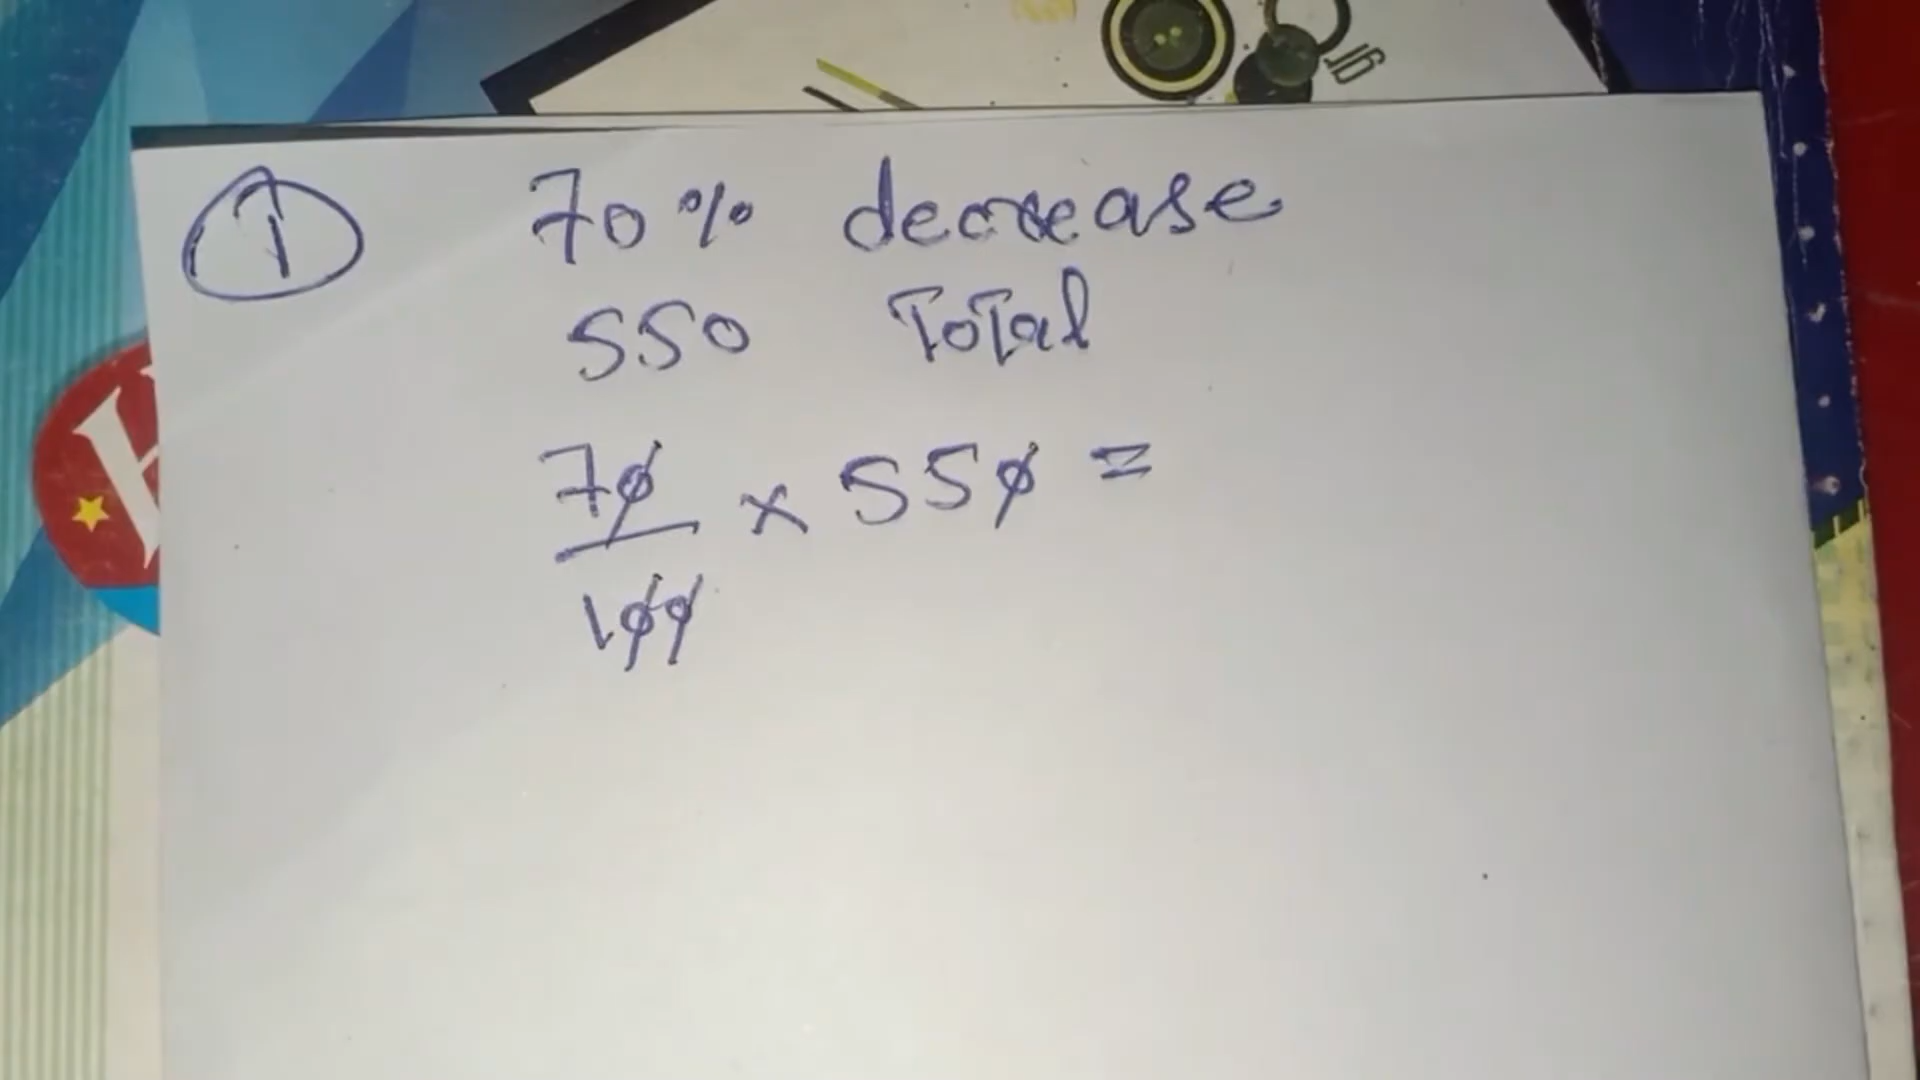 1 70% decrease
550 Total
70/100 × 550 =